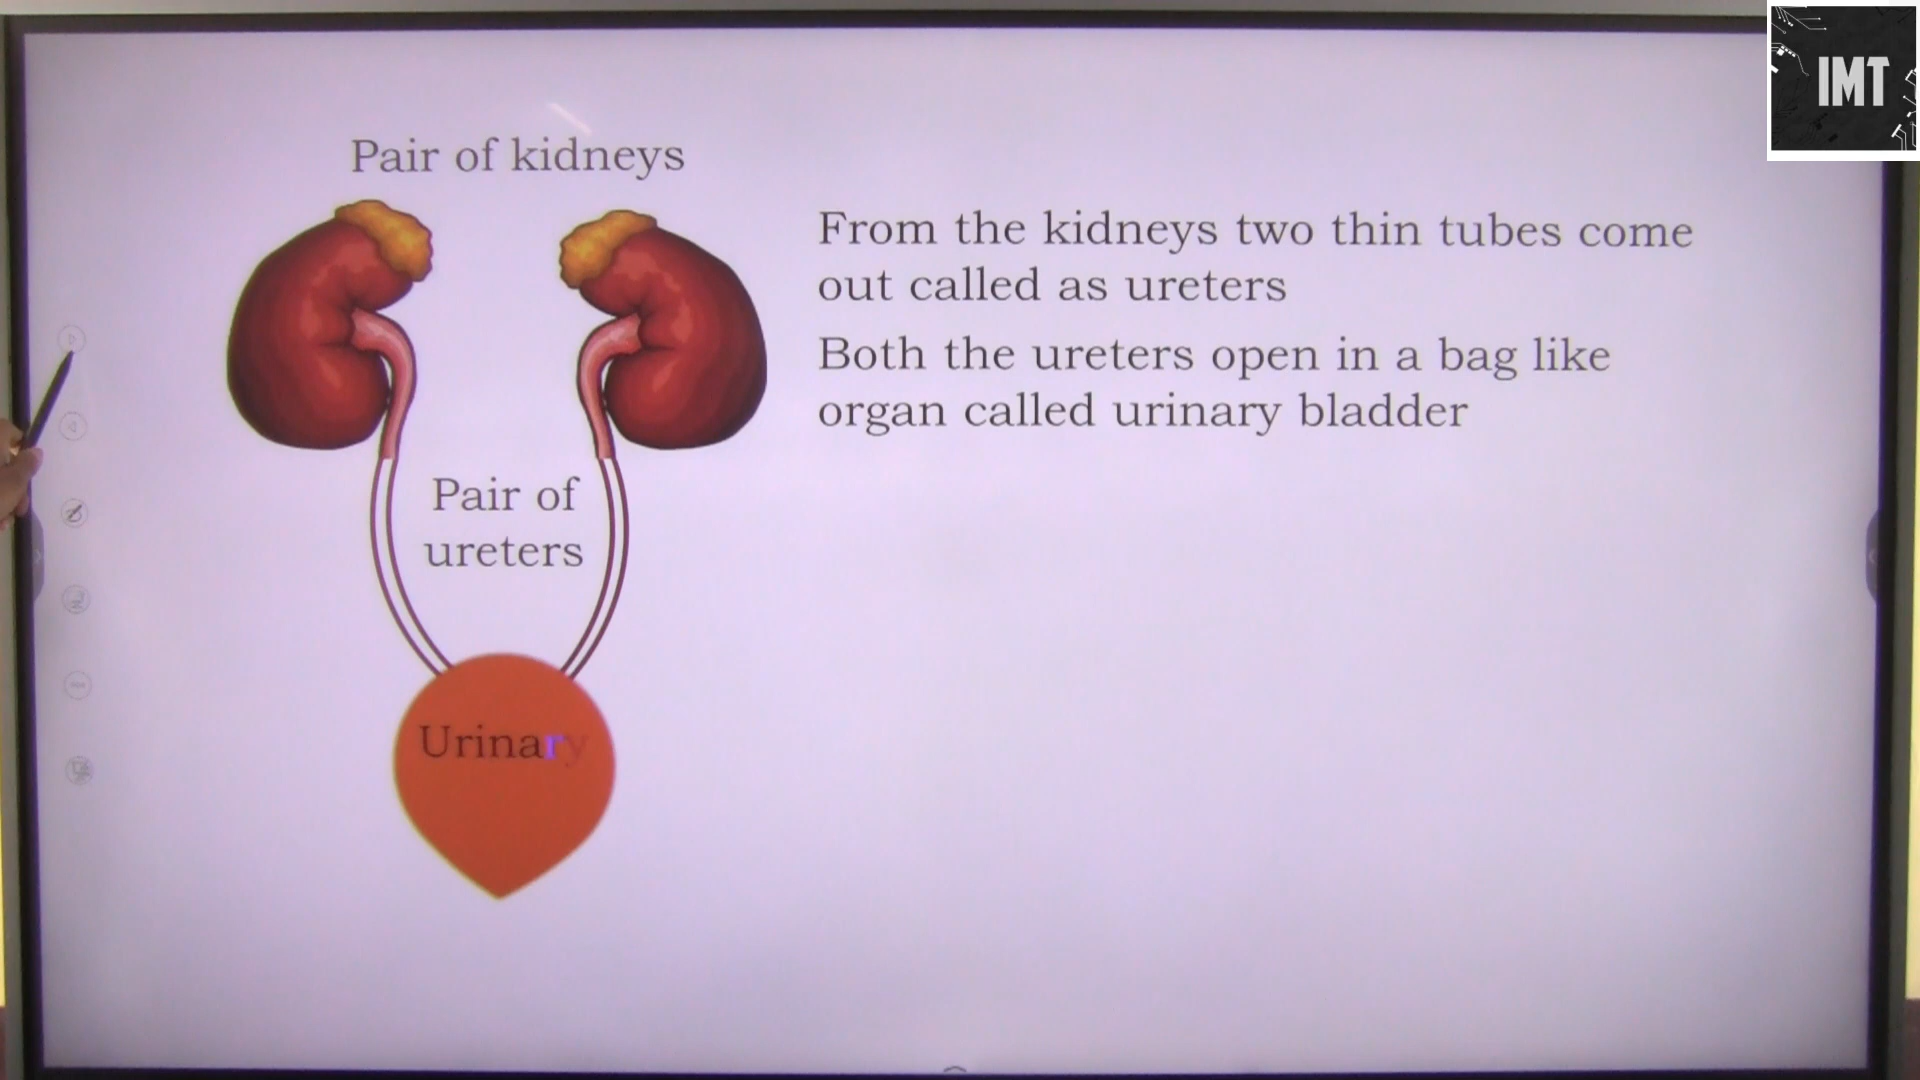 IMT
Pair of kidneys
From the kidneys two thin tubes come
out called as ureters
Both the ureters open in a bag like
organ called urinary bladder
Pair of
ureters
Urinary